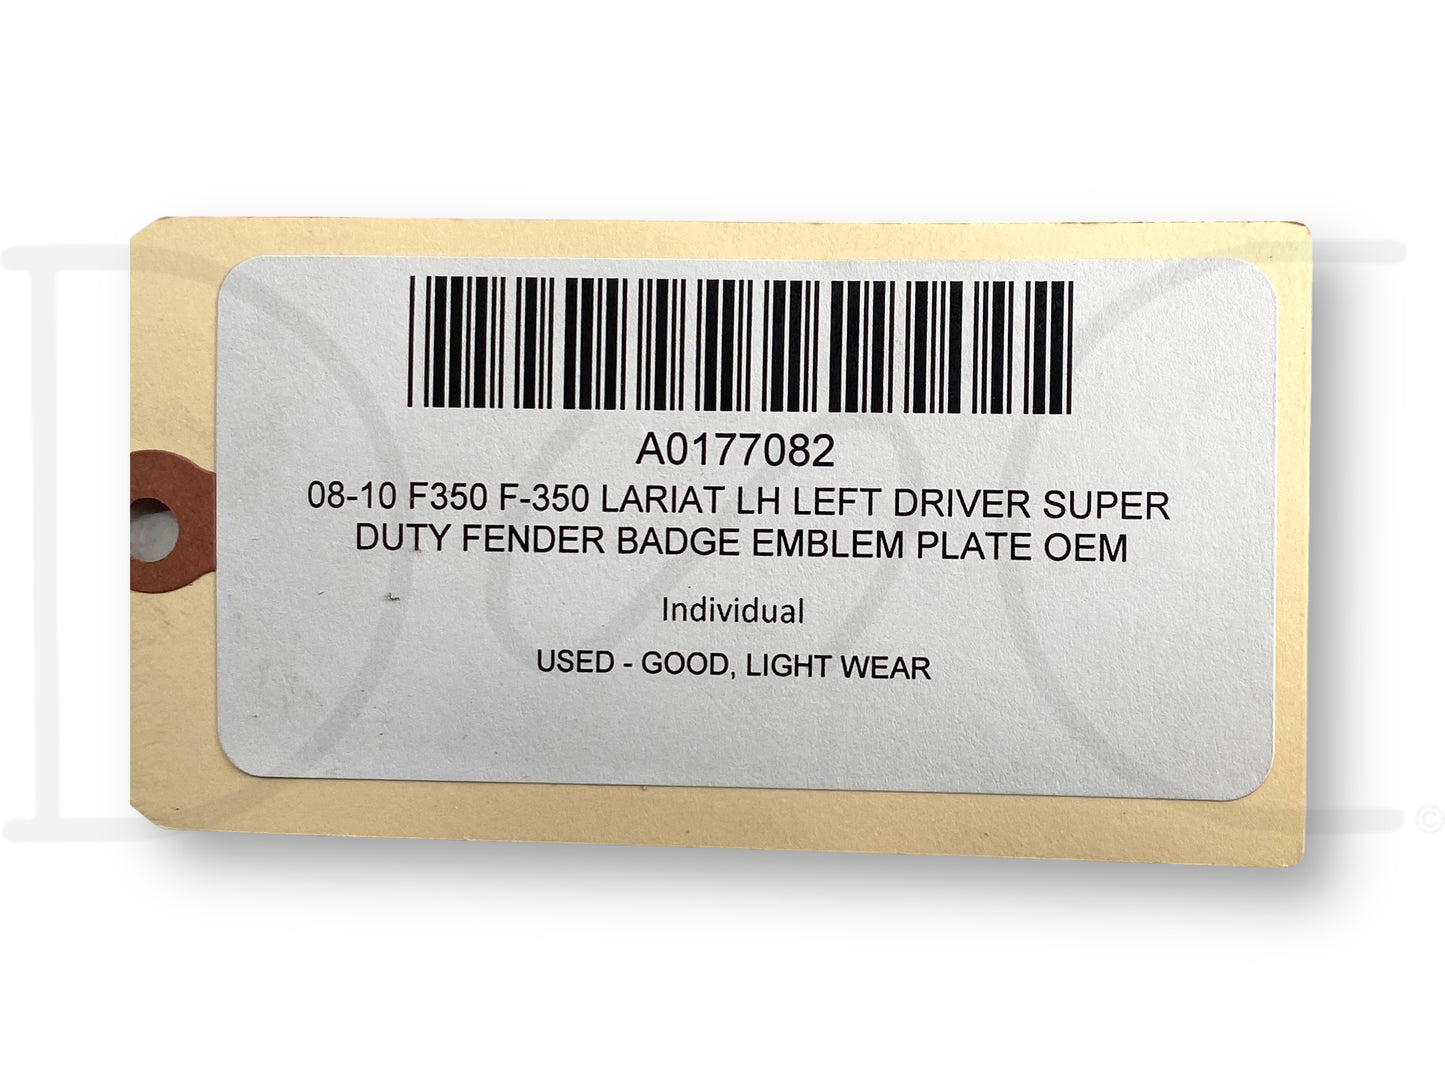 A0177082
08-10 F350 F-350 LARIAT LH LEFT DRIVER SUPER
DUTY FENDER BADGE EMBLEM PLATE OEM
Individual
USED - GOOD, LIGHT WEAR
©